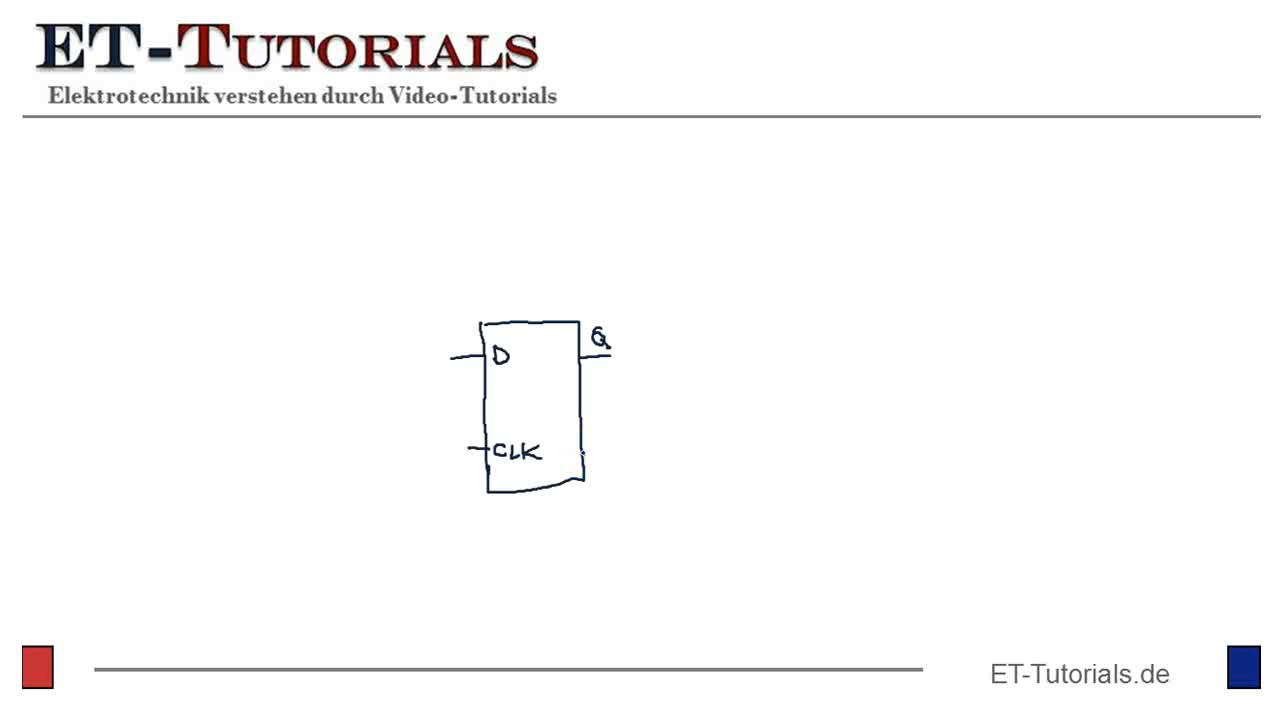 ET-TUTORIALS
Elektrotechnik verstehen durch Video-Tutorials
Q
D
CLK
ET-Tutorials.de